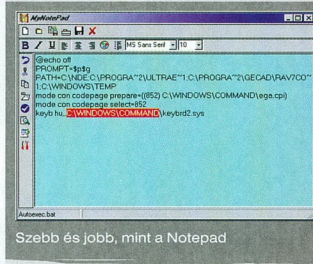 MyNotePad
B Z U
MS Sans Serif 10
@echo off
PROMPT=$p$g
PATH=C:\NDE;C:\PROGRA~2\ULTRAE~1;C:\PROGRA~2\GECAD\RAV7CO~
1;C:\WINDOWS\TEMP
mode con codepage prepare=((852) C:\WINDOWS\COMMAND\ega.cpi)
mode con codepage select=852
keyb hu,,C:\WINDOWS\COMMAND\keybrd2.sys
Autoexec.bat
Szebb és jobb, mint a Notepad